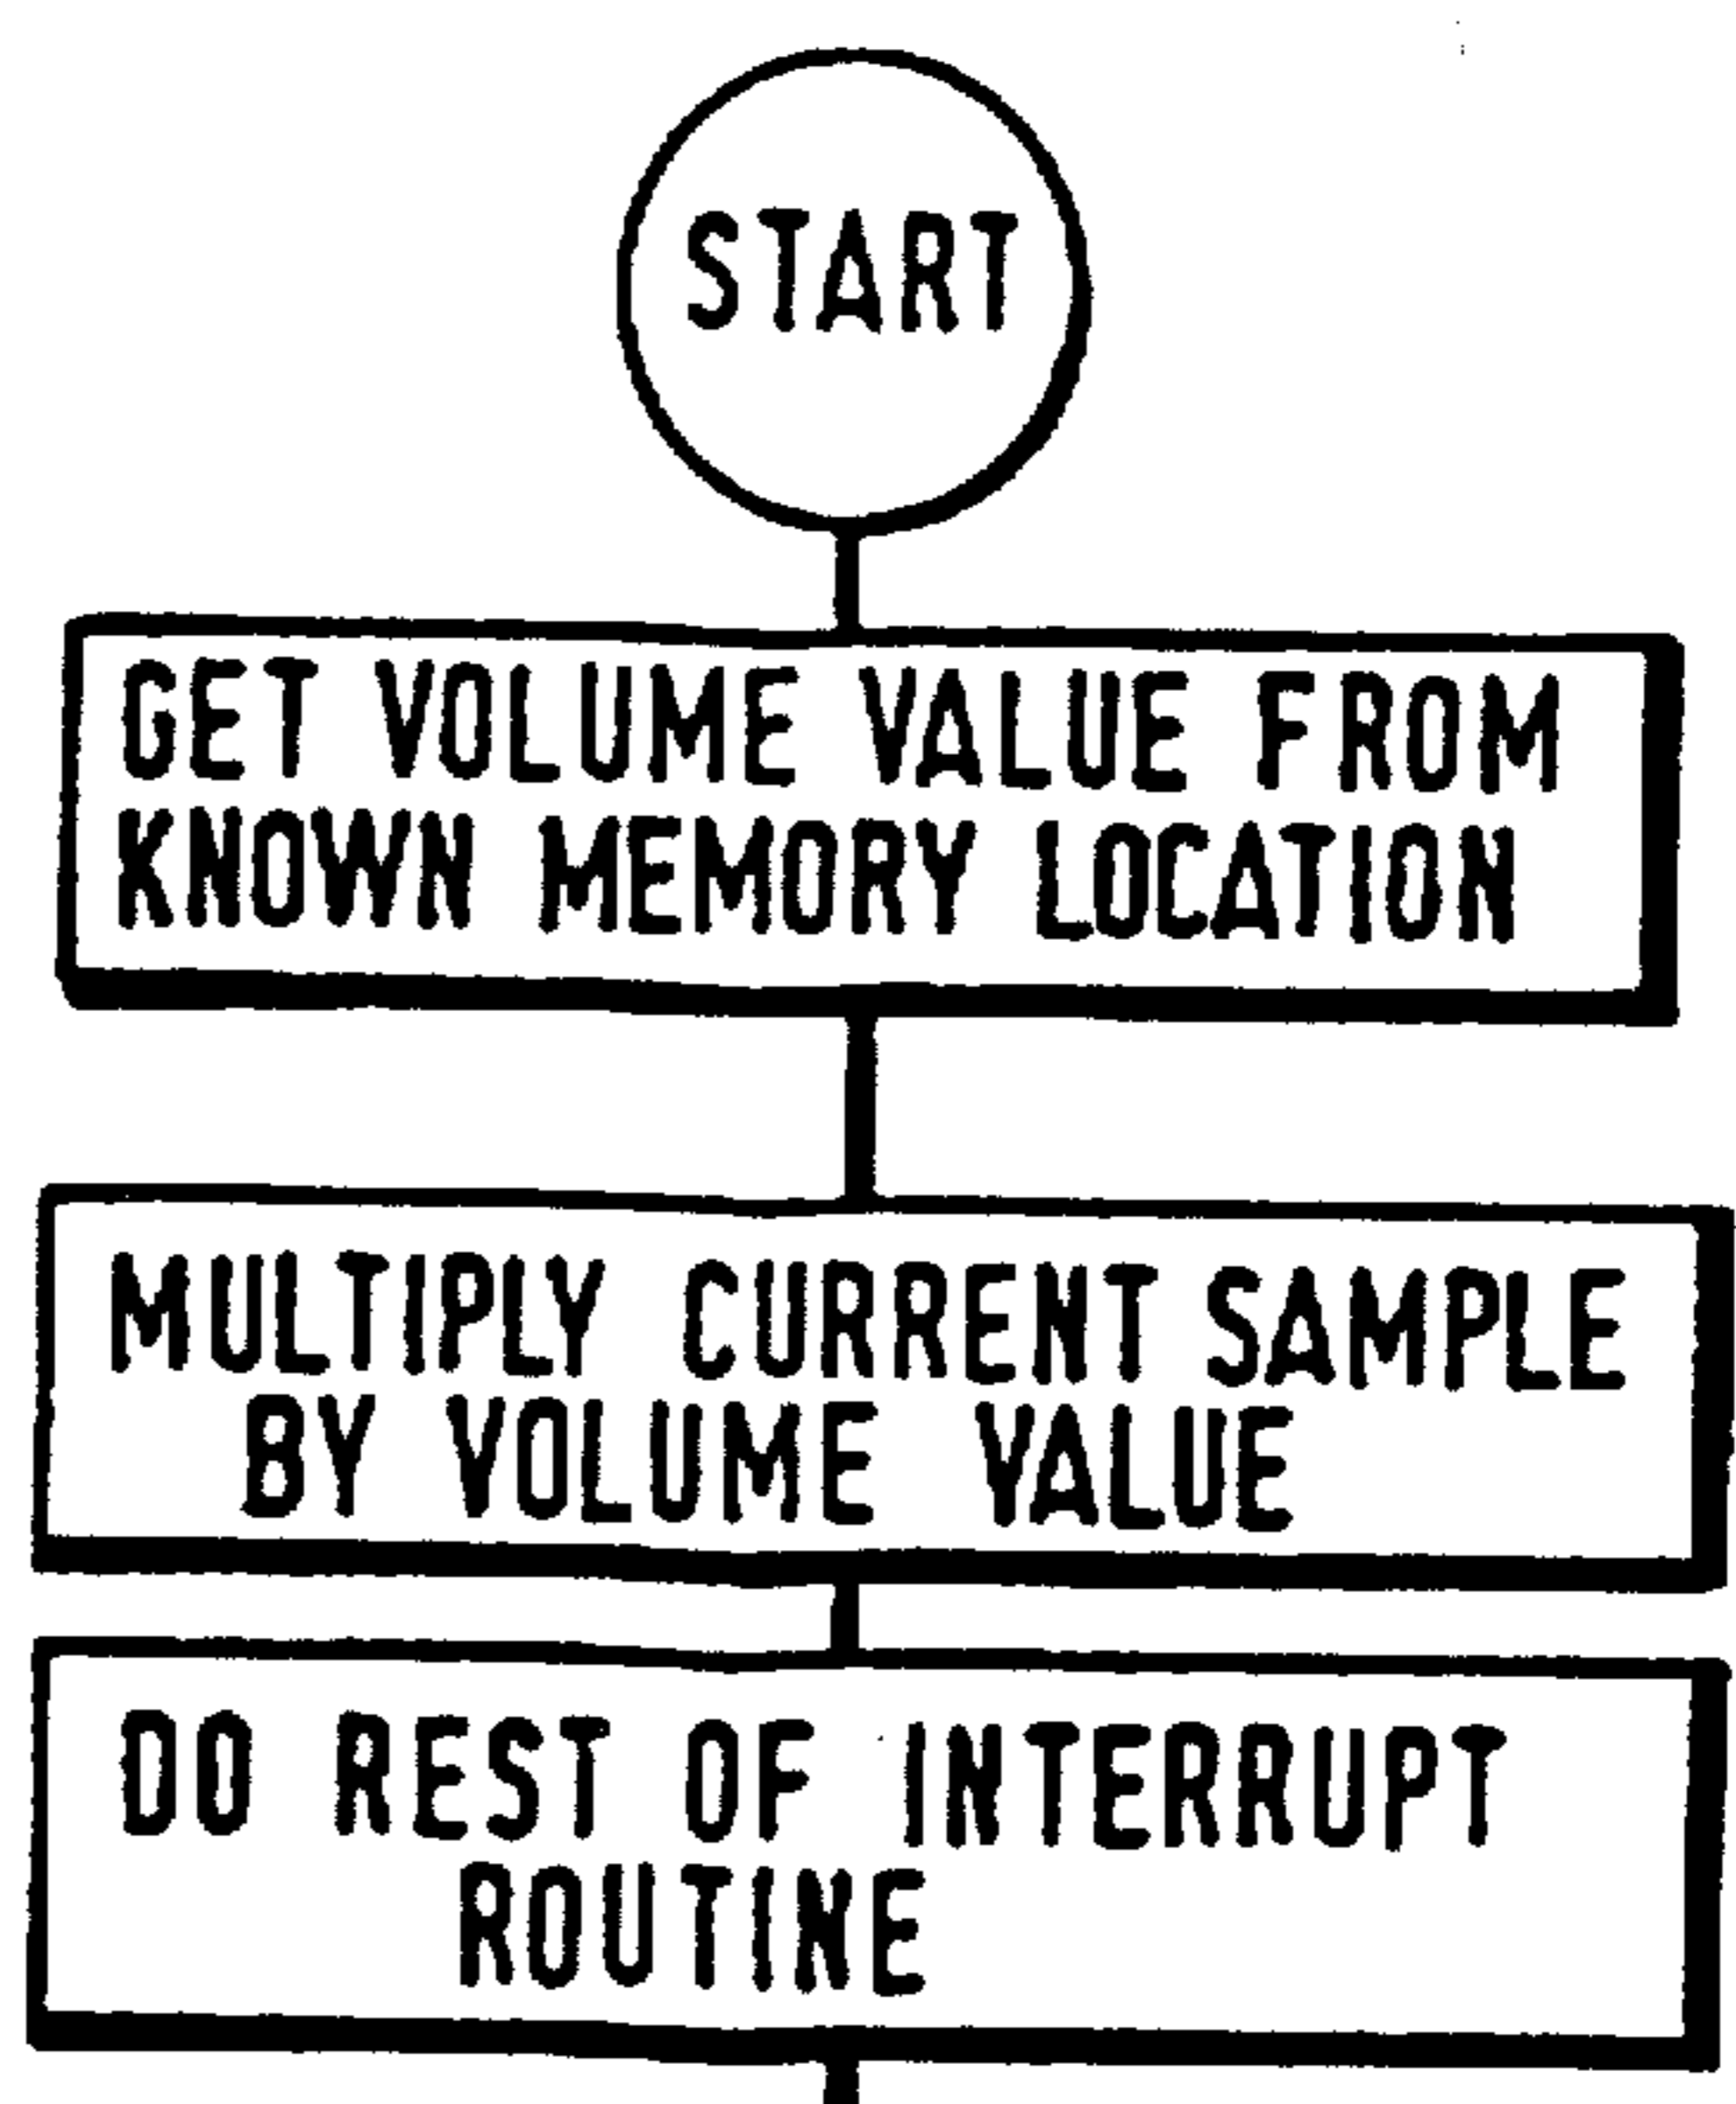 START
GET VOLUME VALUE FROM
KNOWN MEMORY LOCATION
MULTIPLY CURRENT SAMPLE
BY VOLUME VALUE
DO REST OF INTERRUPT
ROUTINE